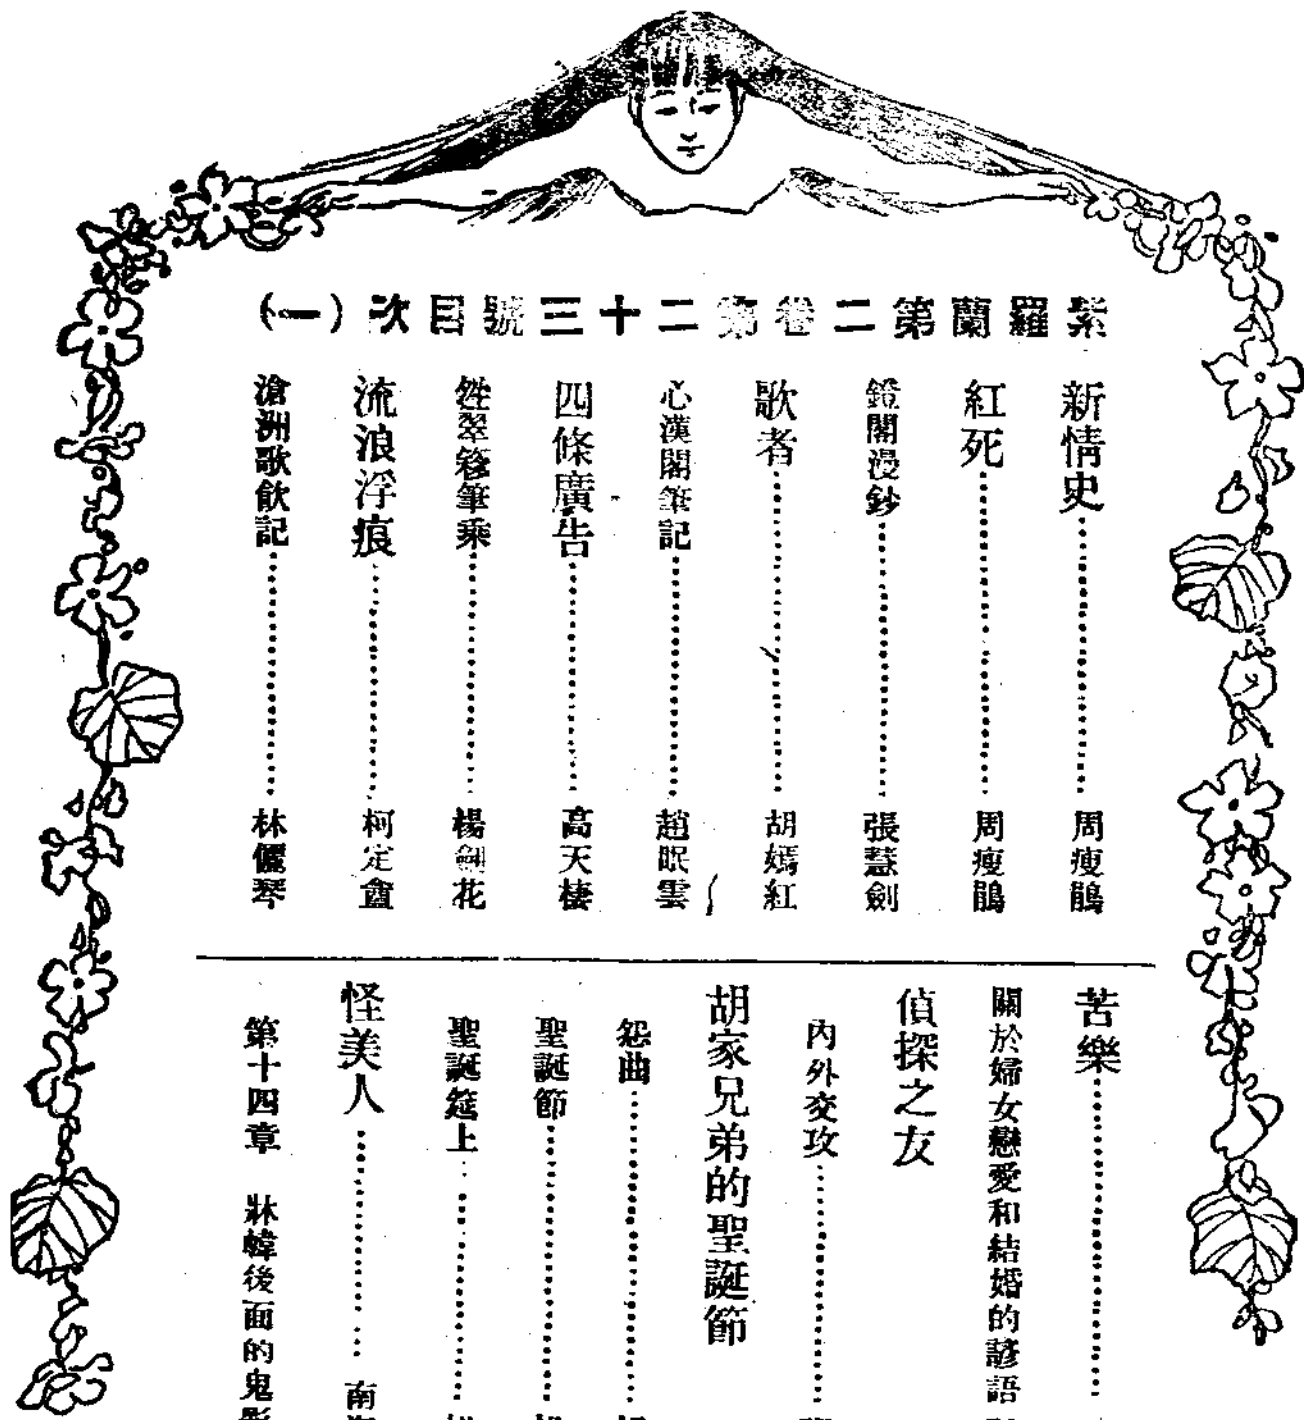 紫羅蘭第二卷第二十三號目次(一)
新情史 周瘦鵑
紅死 周瘦鵑
鐙閣漫鈔 張慧劍
歌者 胡嫣紅
心漢閣筆記 趙眠雲
四條廣告 高天棲
翠簃筆乘 楊劍花
流浪浮痕 柯定盦
滄洲歌飲記 林儷琴
苦樂
關於婦女戀愛和結婚的諺語
偵探之友
內外交攻
胡家兄弟的聖誕節
怨曲
聖誕節
聖誕筵上
怪美人 南
第十四章 牀幃後面的鬼影